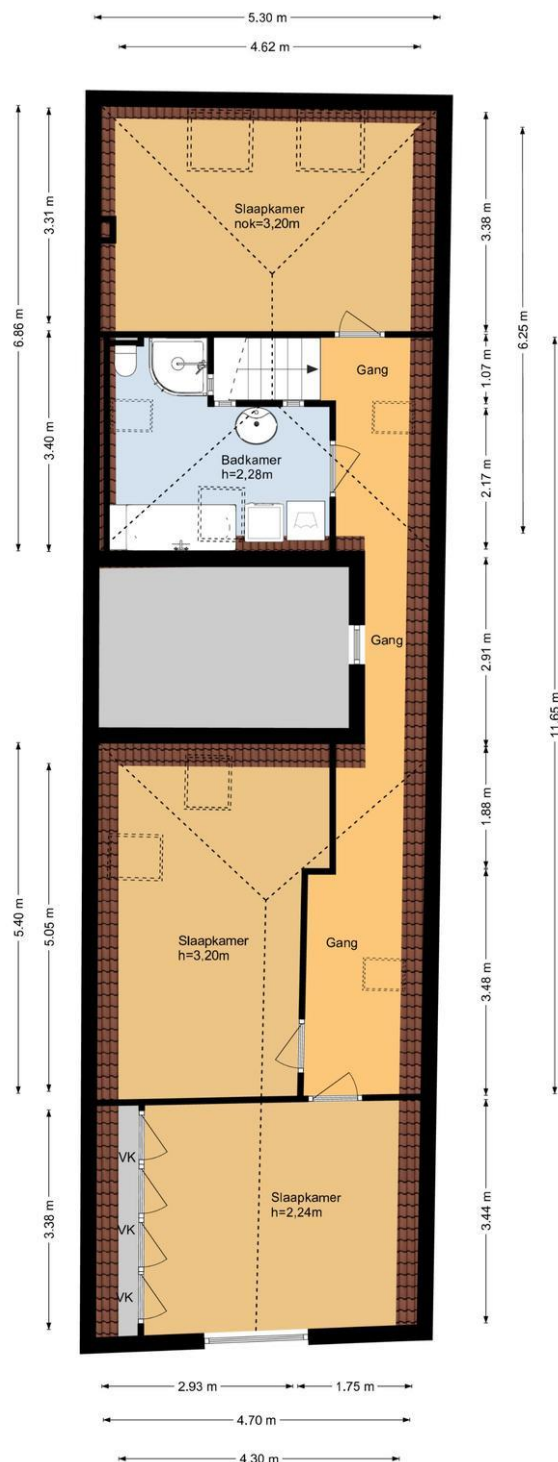 5.30 m
4.62 m
6.86 m
3.31 m
3.38 m
6.25 m
Slaapkamer
nok=3,20m
3.40 m
1.07 m
11.65 m
Gang
2.17 m
Badkamer
h=2,28m
2.91 m
Gang
1.88 m
5.40 m
5.05 m
Slaapkamer
h=3,20m
Gang
3.48 m
3.38 m
3.44 m
VK
Slaapkamer
h=2,24m
VK
VK
2.93 m
1.75 m
4.70 m
4.30 m